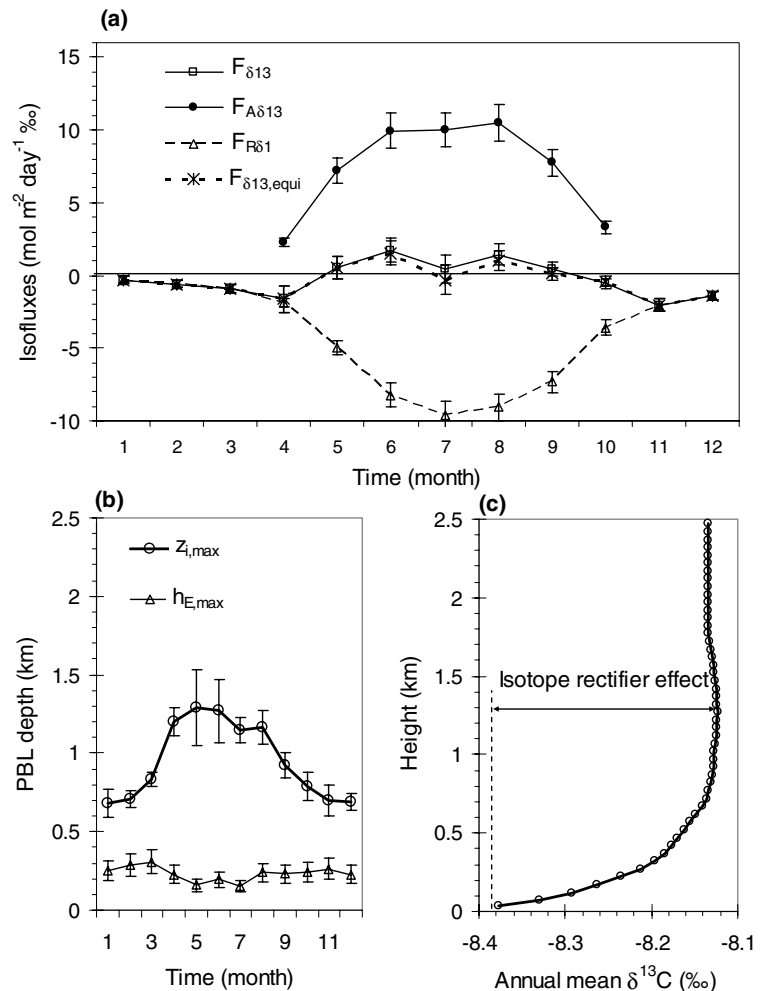 (a)
Isofluxes (mol m⁻² day⁻¹ ‰)
15
10
5
0
-5
-10
F_δ13
F_Aδ13
F_Rδ1
F_δ13,equi
1 2 3 4 5 6 7 8 9 10 11 12
Time (month)
(b)
PBL depth (km)
2.5
2
1.5
1
0.5
0
z_i,max
h_E,max
1 3 5 7 9 11
Time (month)
(c)
Height (km)
2.5
2
1.5
1
0.5
0
Isotope rectifier effect
-8.4 -8.3 -8.2 -8.1
Annual mean δ¹³C (‰)